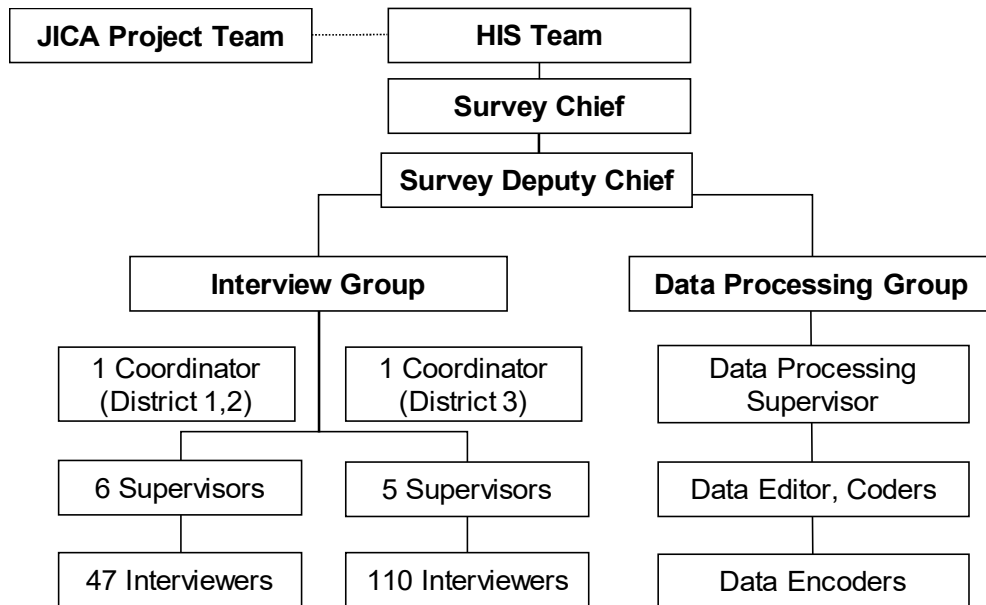 JICA Project Team
HIS Team
Survey Chief
Survey Deputy Chief
Interview Group
Data Processing Group
1 Coordinator
(District 1,2)
1 Coordinator
(District 3)
Data Processing
Supervisor
6 Supervisors
5 Supervisors
Data Editor, Coders
47 Interviewers
110 Interviewers
Data Encoders